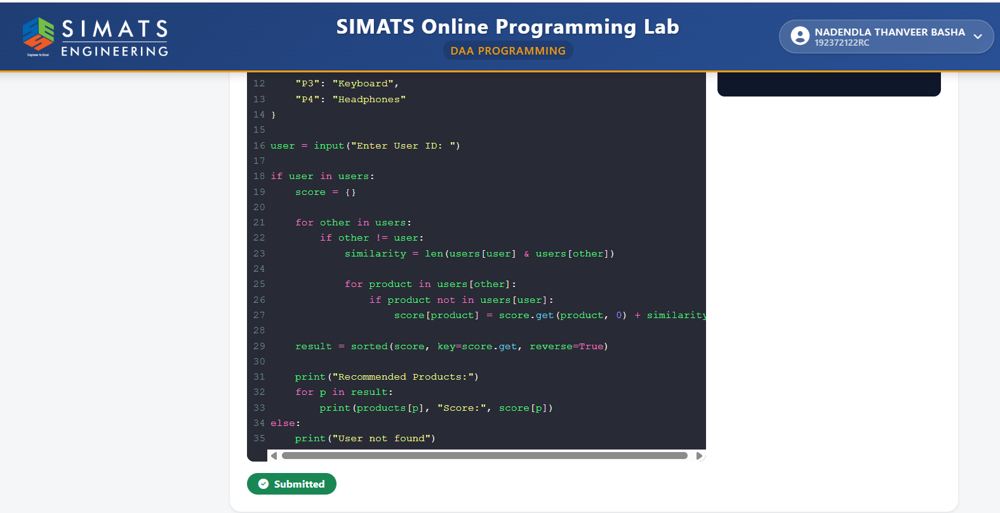 SIMATS
ENGINEERING
Engineer to Excel
SIMATS Online Programming Lab
DAA PROGRAMMING
NADENDLA THANVEER BASHA
192372122RC
12     "P3": "Keyboard",
13     "P4": "Headphones"
14 }
15
16 user = input("Enter User ID: ")
17
18 if user in users:
19     score = {}
20
21     for other in users:
22         if other != user:
23             similarity = len(users[user] & users[other])
24
25             for product in users[other]:
26                 if product not in users[user]:
27                     score[product] = score.get(product, 0) + similarity
28
29     result = sorted(score, key=score.get, reverse=True)
30
31     print("Recommended Products:")
32     for p in result:
33         print(products[p], "Score:", score[p])
34 else:
35     print("User not found")
Submitted